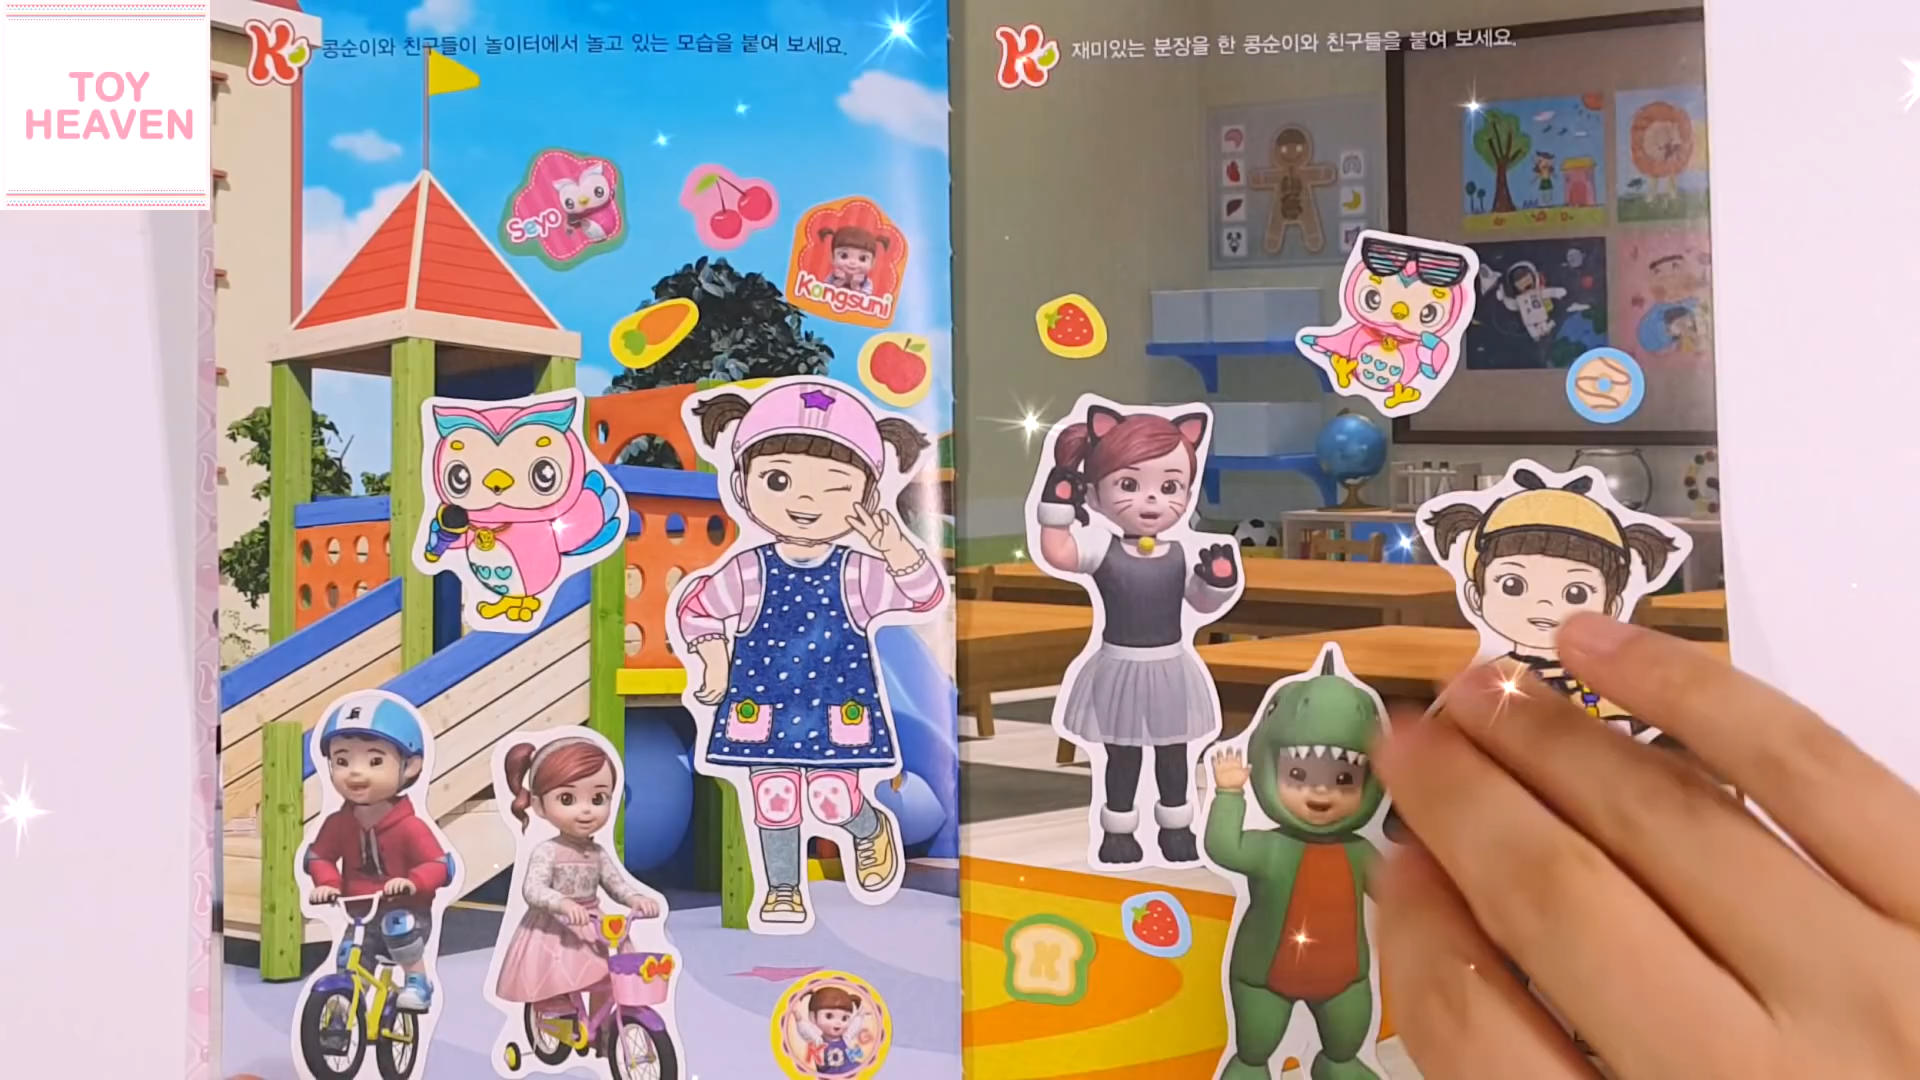 TOY
HEAVEN
콩순이와 친구들이 놀이터에서 놀고 있는 모습을 붙여 보세요.
재미있는 분장을 한 콩순이와 친구들을 붙여 보세요.
Seyo
Kongsuni